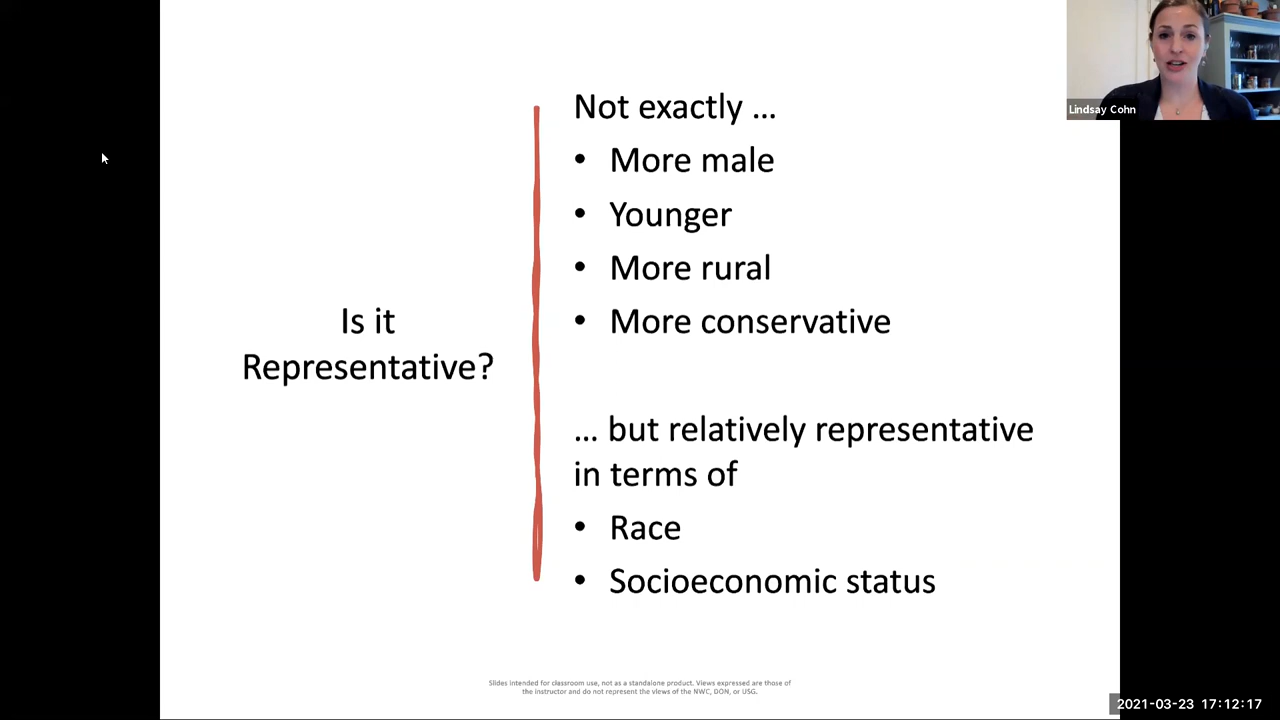 Is it
Representative?
Not exactly …
• More male
• Younger
• More rural
• More conservative
… but relatively representative
in terms of
• Race
• Socioeconomic status
Slides intended for classroom use, not as a standalone product. Views expressed are those of
the instructor and do not represent the views of the NWC, DON, or USG.
Lindsay Cohn
2021-03-23 17:12:17